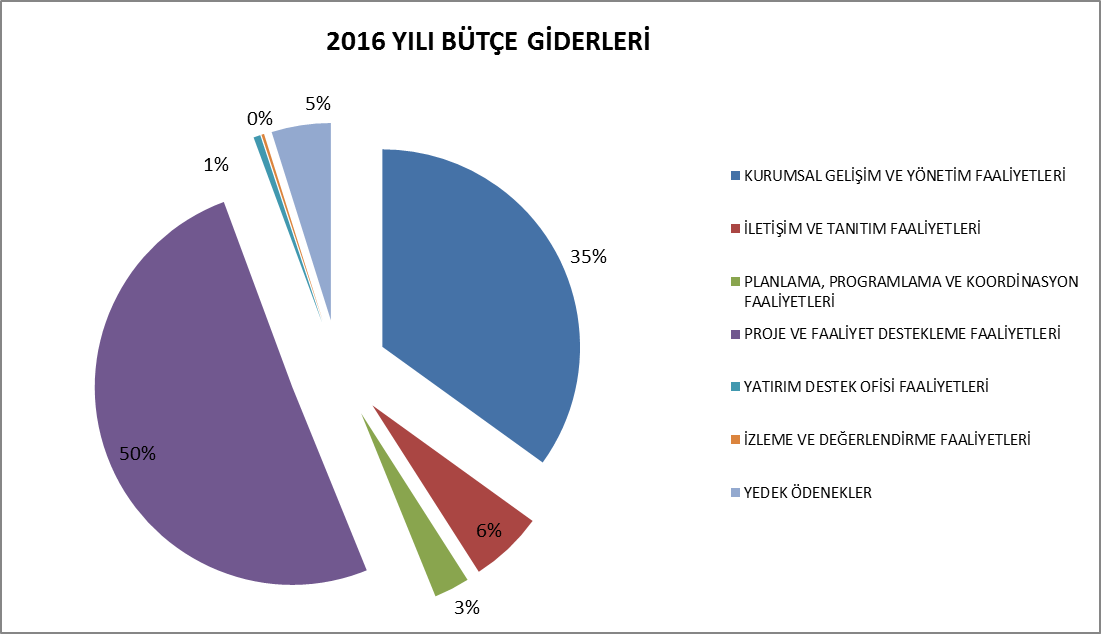 2016 YILI BÜTÇE GİDERLERİ
5%
0%
1%
35%
50%
6%
3%
KURUMSAL GELİŞİM VE YÖNETİM FAALİYETLERİ
İLETİŞİM VE TANITIM FAALİYETLERİ
PLANLAMA, PROGRAMLAMA VE KOORDİNASYON
FAALİYETLERİ
PROJE VE FAALİYET DESTEKLEME FAALİYETLERİ
YATIRIM DESTEK OFİSİ FAALİYETLERİ
İZLEME VE DEĞERLENDİRME FAALİYETLERİ
YEDEK ÖDENEKLER